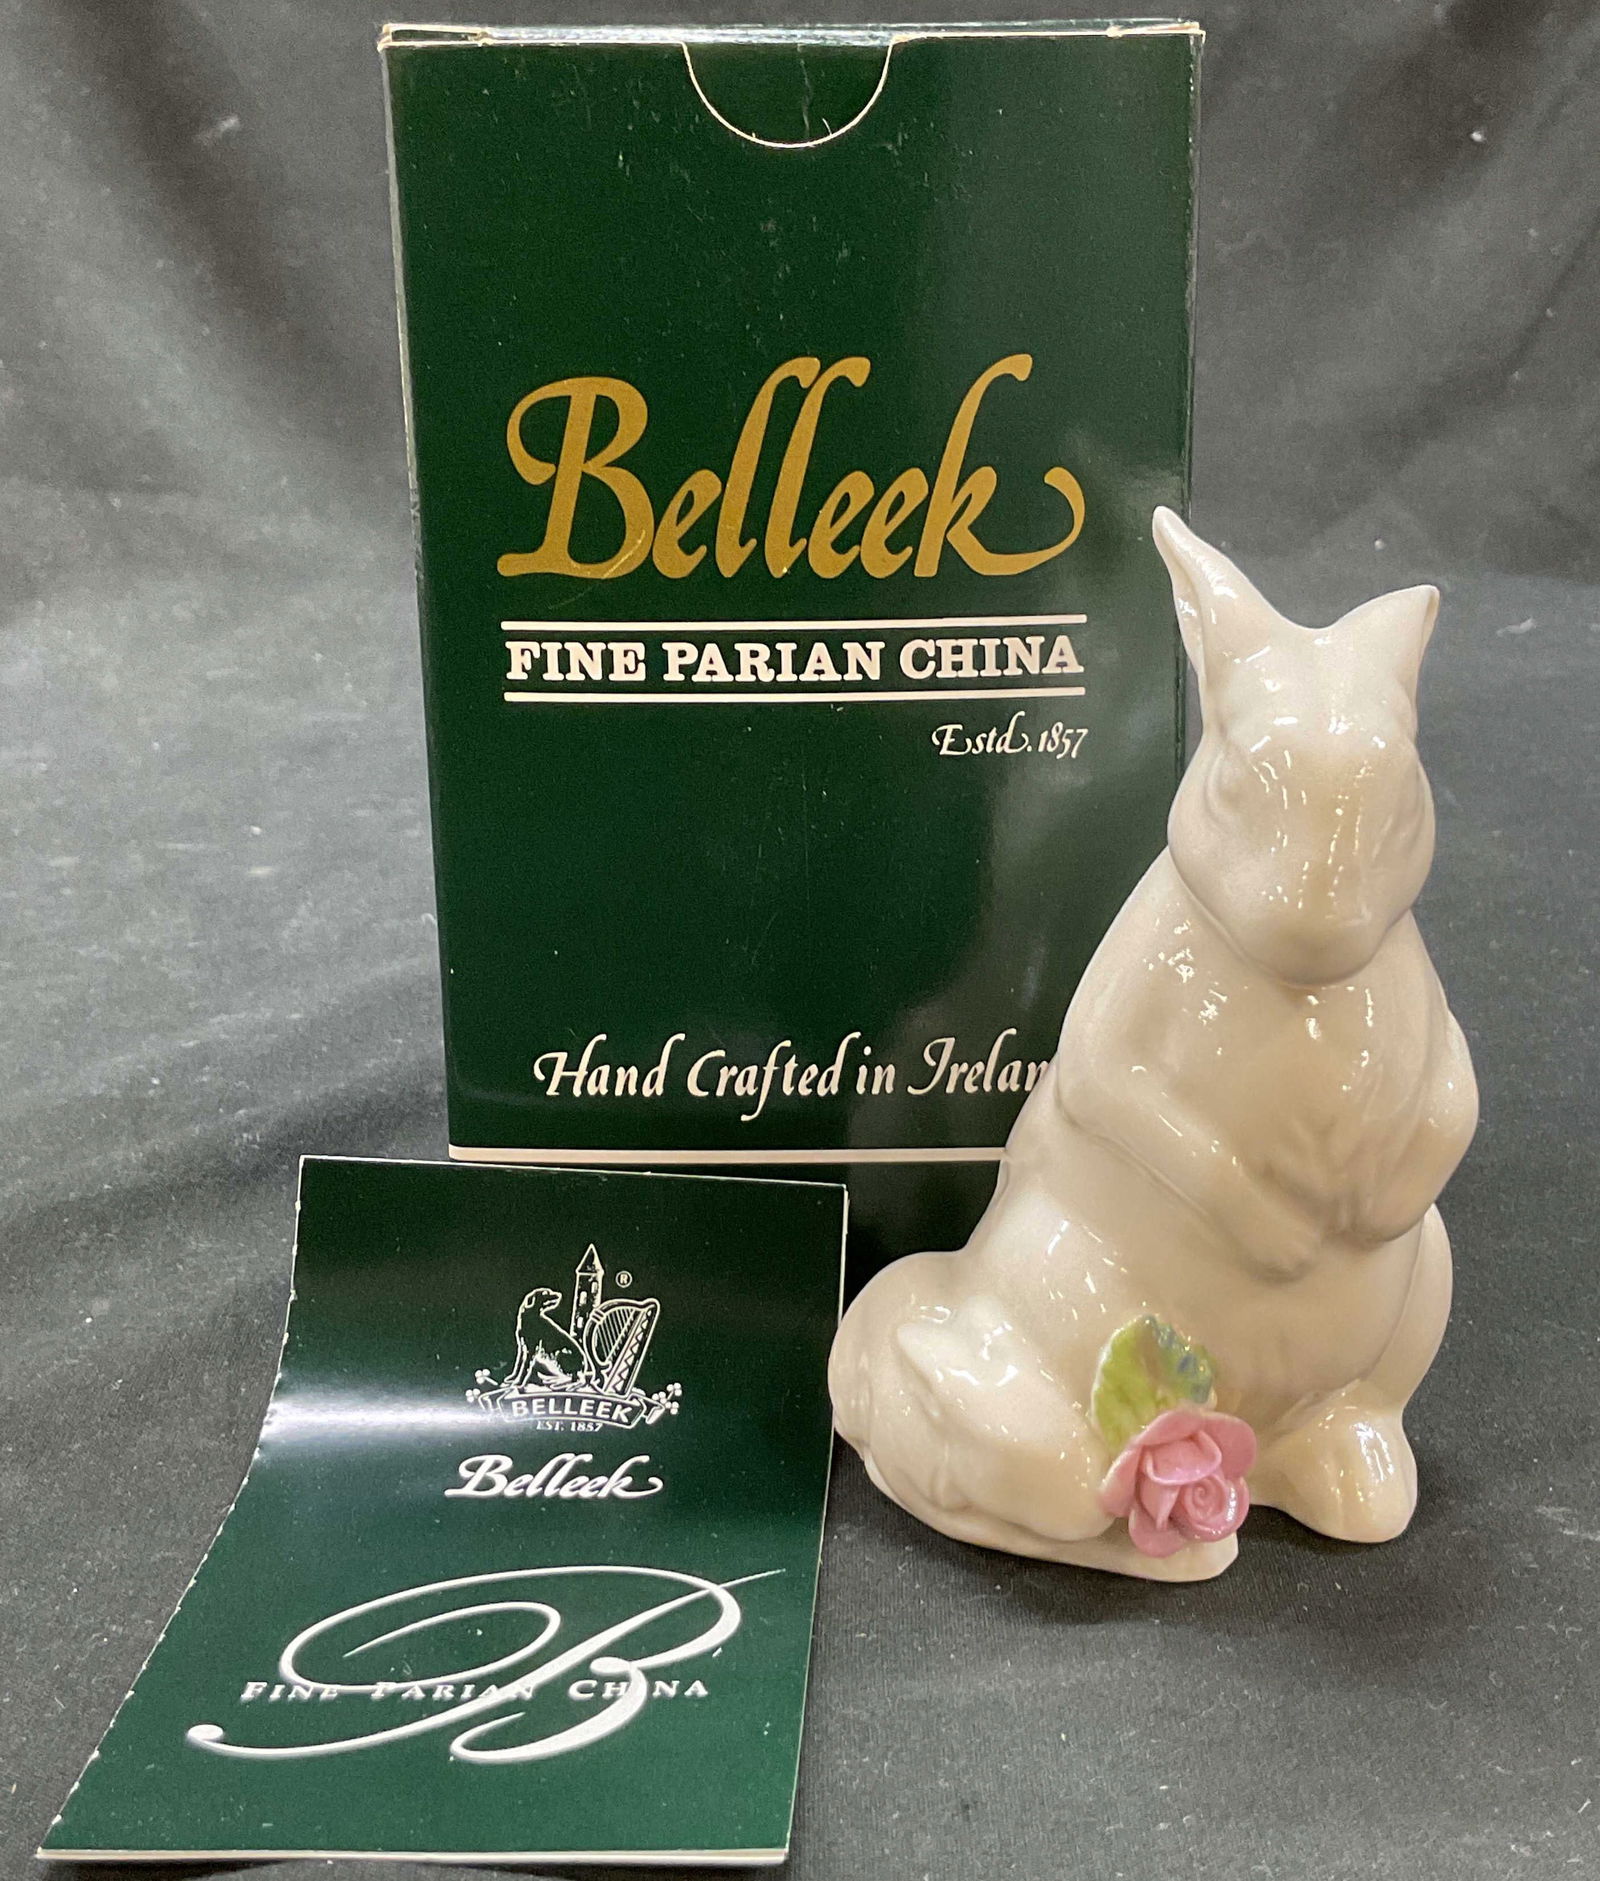 Belleek
FINE PARIAN CHINA
Estd. 1857
Hand Crafted in Irelan
®
BELLEEK
EST. 1857
Belleek
B
FINE PARIAN CHINA